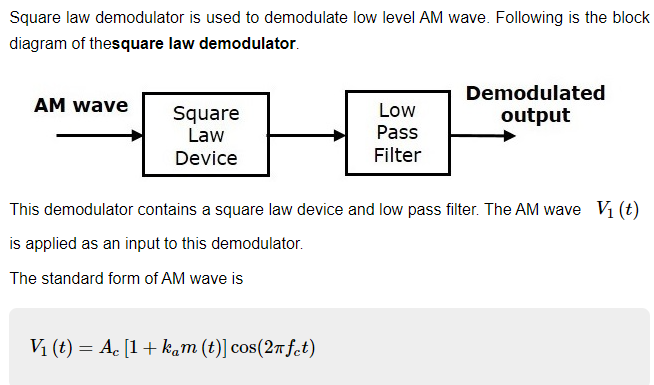 Square law demodulator is used to demodulate low level AM wave. Following is the block
diagram of thesquare law demodulator.
AM wave
Square
Law
Device
Low
Pass
Filter
Demodulated
output
This demodulator contains a square law device and low pass filter. The AM wave V₁ (t)
is applied as an input to this demodulator.
The standard form of AM wave is
V₁ (t) = A꜀ [1 + kₐm (t)] cos(2πf꜀t)